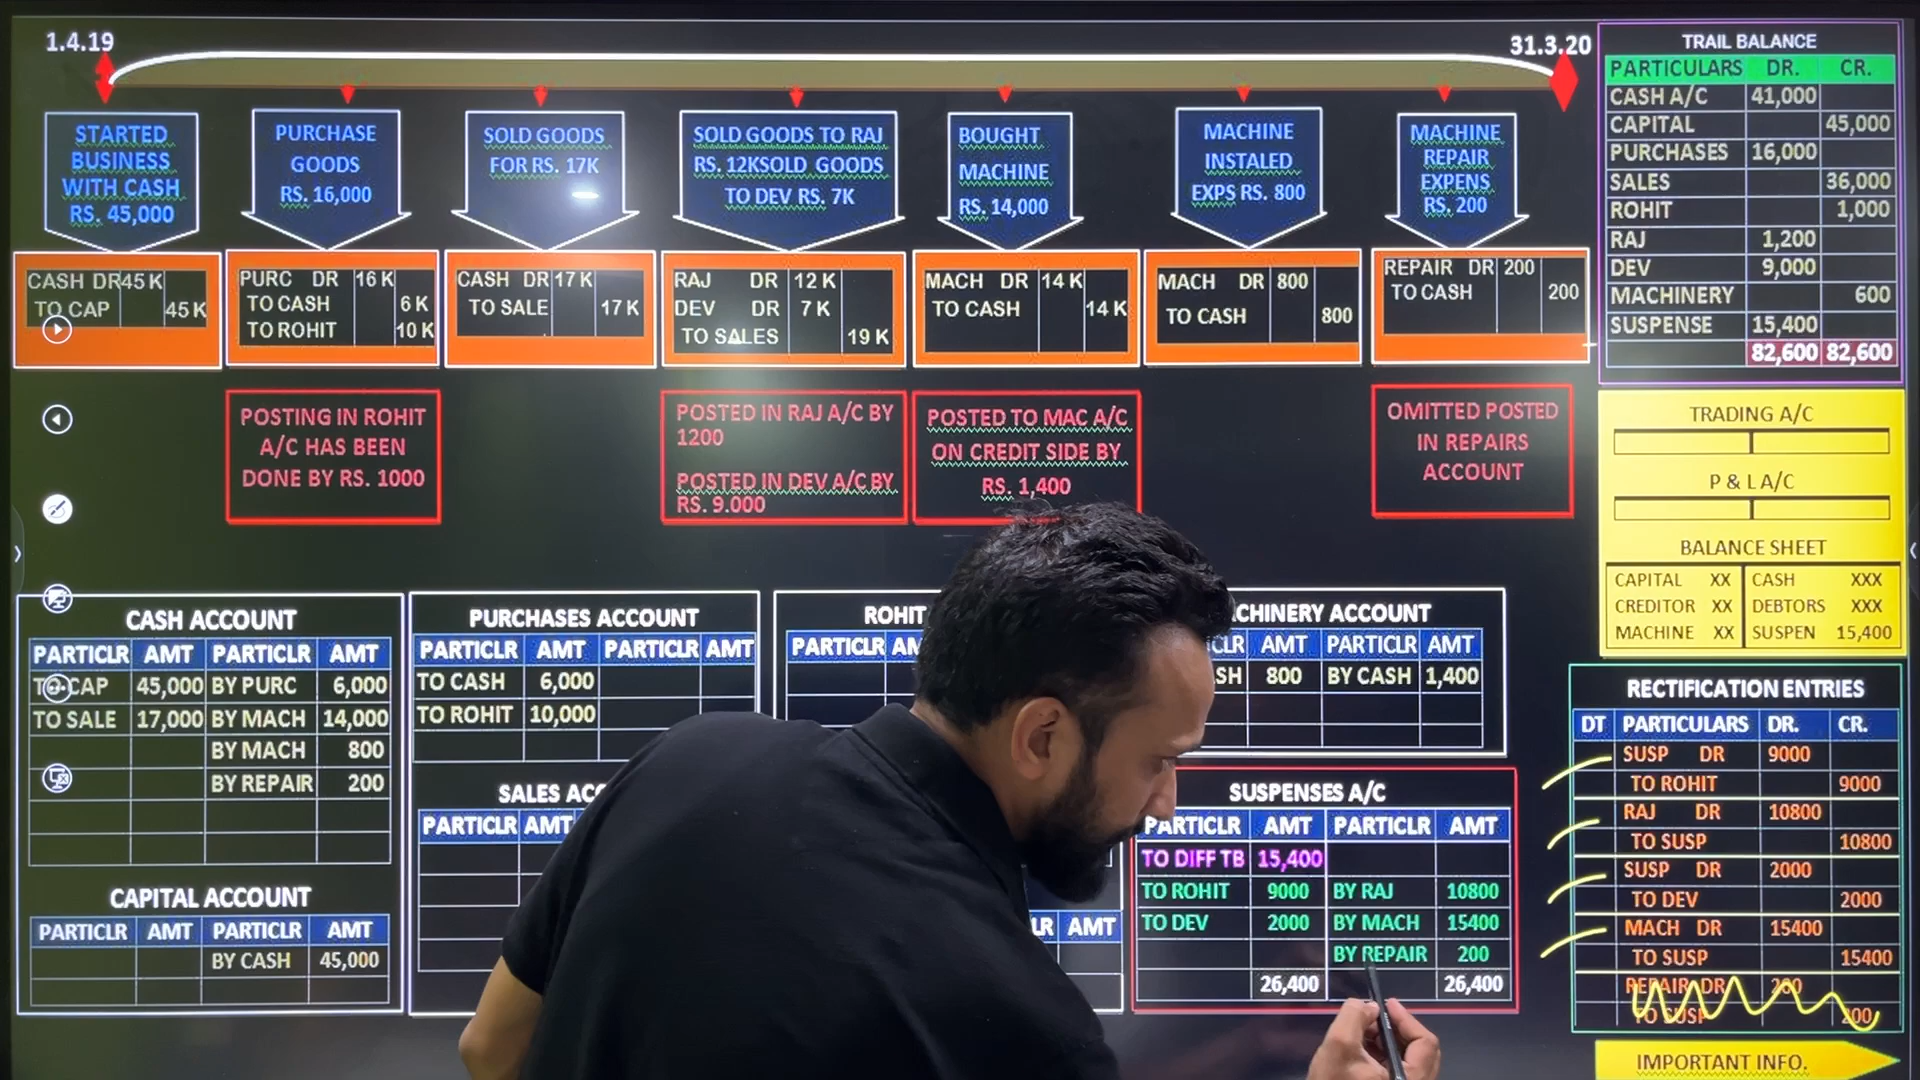 1.4.19
31.3.20
STARTED
BUSINESS
WITH CASH
RS. 45,000
PURCHASE
GOODS
RS. 16,000
SOLD GOODS
FOR RS. 17K
SOLD GOODS TO RAJ
RS. 12KSOLD GOODS
TO DEV RS. 7K
BOUGHT
MACHINE
RS. 14,000
MACHINE
INSTALED
EXPS RS. 800
MACHINE
REPAIR
EXPENS
RS. 200
CASH DR 45 K
TO CAP 45 K
PURC DR 16 K
TO CASH 6 K
TO ROHIT 10 K
CASH DR 17 K
TO SALE 17 K
RAJ DR 12 K
DEV DR 7 K
TO SALES 19 K
MACH DR 14 K
TO CASH 14 K
MACH DR 800
TO CASH 800
REPAIR DR 200
TO CASH 200
POSTING IN ROHIT
A/C HAS BEEN
DONE BY RS. 1000
POSTED IN RAJ A/C BY
1200
POSTED IN DEV A/C BY
RS. 9.000
POSTED TO MAC A/C
ON CREDIT SIDE BY
RS. 1,400
OMITTED POSTED
IN REPAIRS
ACCOUNT
TRAIL BALANCE
PARTICULARS DR. CR.
CASH A/C 41,000
CAPITAL 45,000
PURCHASES 16,000
SALES 36,000
ROHIT 1,000
RAJ 1,200
DEV 9,000
MACHINERY 600
SUSPENSE 15,400
82,600 82,600
TRADING A/C
P & L A/C
BALANCE SHEET
CAPITAL XX CASH XXX
CREDITOR XX DEBTORS XXX
MACHINE XX SUSPEN 15,400
CASH ACCOUNT
PARTICLR AMT PARTICLR AMT
TO CAP 45,000 BY PURC 6,000
TO SALE 17,000 BY MACH 14,000
BY MACH 800
BY REPAIR 200
CAPITAL ACCOUNT
PARTICLR AMT PARTICLR AMT
BY CASH 45,000
PURCHASES ACCOUNT
PARTICLR AMT PARTICLR AMT
TO CASH 6,000
TO ROHIT 10,000
SALES ACC
PARTICLR AMT
ROHIT
PARTICLR AM
LR AMT
CHINERY ACCOUNT
CLR AMT PARTICLR AMT
SH 800 BY CASH 1,400
SUSPENSES A/C
PARTICLR AMT PARTICLR AMT
TO DIFF TB 15,400
TO ROHIT 9000 BY RAJ 10800
TO DEV 2000 BY MACH 15400
BY REPAIR 200
26,400 26,400
RECTIFICATION ENTRIES
DT PARTICULARS DR. CR.
SUSP DR 9000
TO ROHIT 9000
RAJ DR 10800
TO SUSP 10800
SUSP DR 2000
TO DEV 2000
MACH DR 15400
TO SUSP 15400
REPAIR DR 200
TO SUSP 200
IMPORTANT INFO.